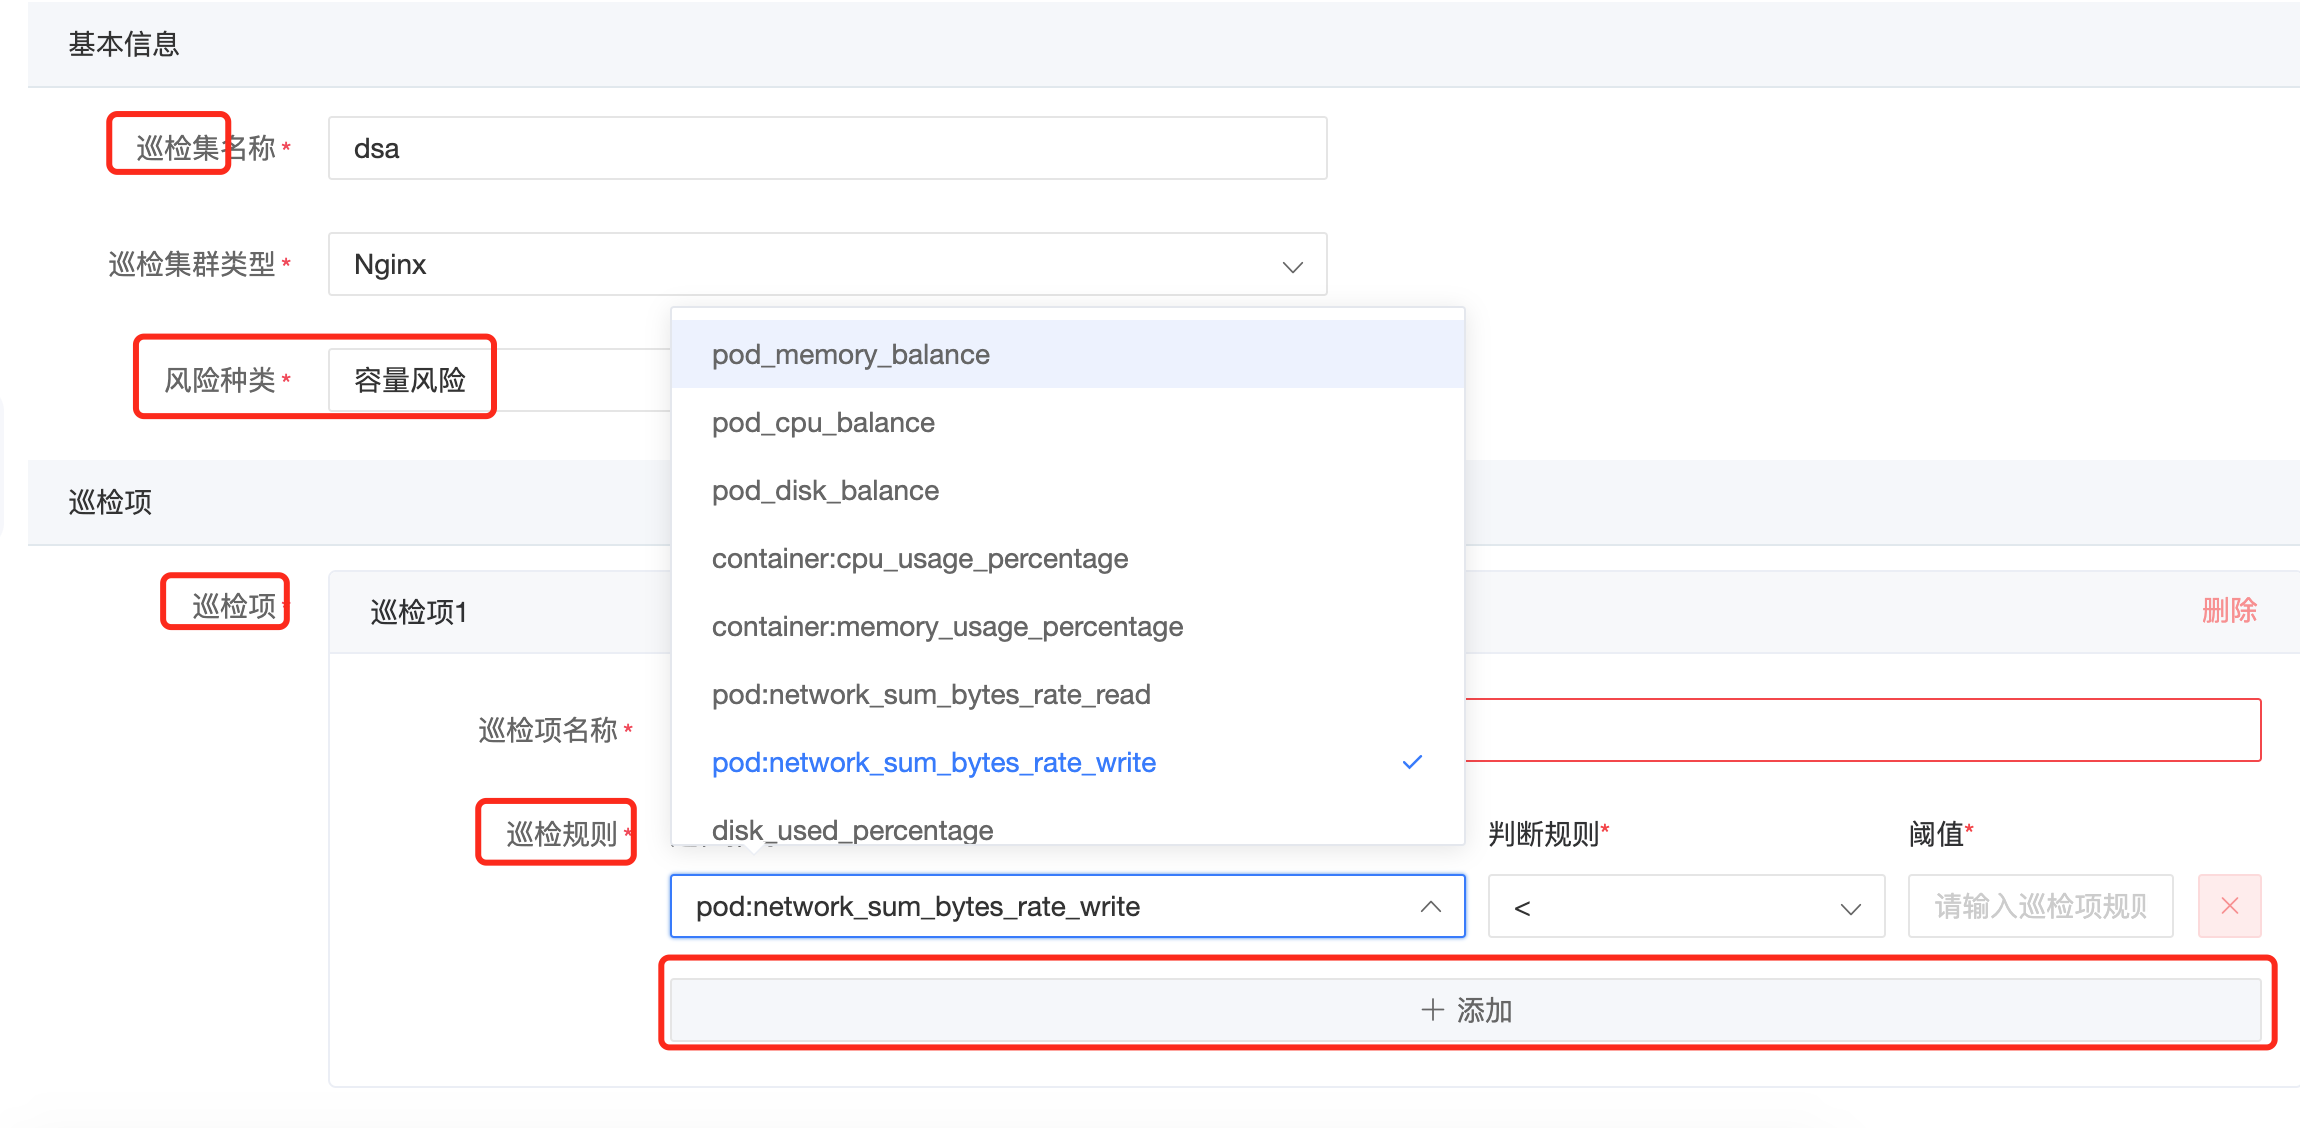 基本信息
巡检集名称* dsa
巡检集群类型* Nginx
风险种类* 容量风险
pod_memory_balance
pod_cpu_balance
pod_disk_balance
container:cpu_usage_percentage
container:memory_usage_percentage
pod:network_sum_bytes_rate_read
pod:network_sum_bytes_rate_write
disk_used_percentage
巡检项
巡检项* 巡检项1 删除
巡检项名称*
巡检规则* 判断规则* 阈值*
pod:network_sum_bytes_rate_write < 请输入巡检项规则
添加